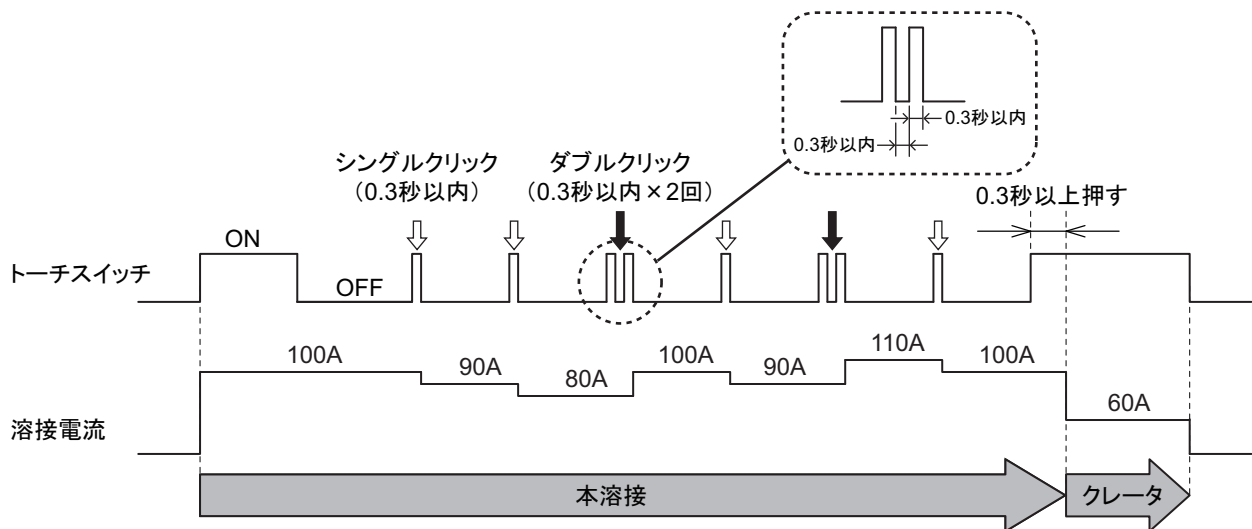 0.3秒以内
0.3秒以内
シングルクリック
（0.3秒以内）
ダブルクリック
（0.3秒以内×2回）
0.3秒以上押す
ON
トーチスイッチ
OFF
100A
90A
80A
100A
90A
110A
100A
60A
溶接電流
本溶接
クレータ